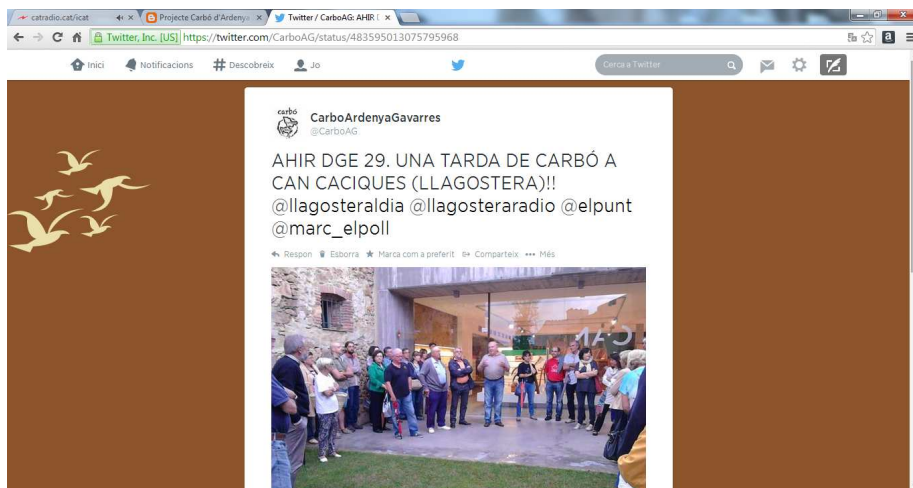 catradio.cat/icat
Projecte Carbó d'Ardenya
Twitter / CarboAG: AHIR
Twitter, Inc. [US] https://twitter.com/CarboAG/status/483595013075795968
Inici Notificacions Descobreix Jo Cerca a Twitter
carbó
CarboArdenyaGavarres
@CarboAG
AHIR DGE 29. UNA TARDA DE CARBÓ A
CAN CACIQUES (LLAGOSTERA)!!
@llagosteraldia @llagosteraradio @elpunt
@marc_elpoll
Respon Esborra Marca com a preferit Comparteix Més
CAN